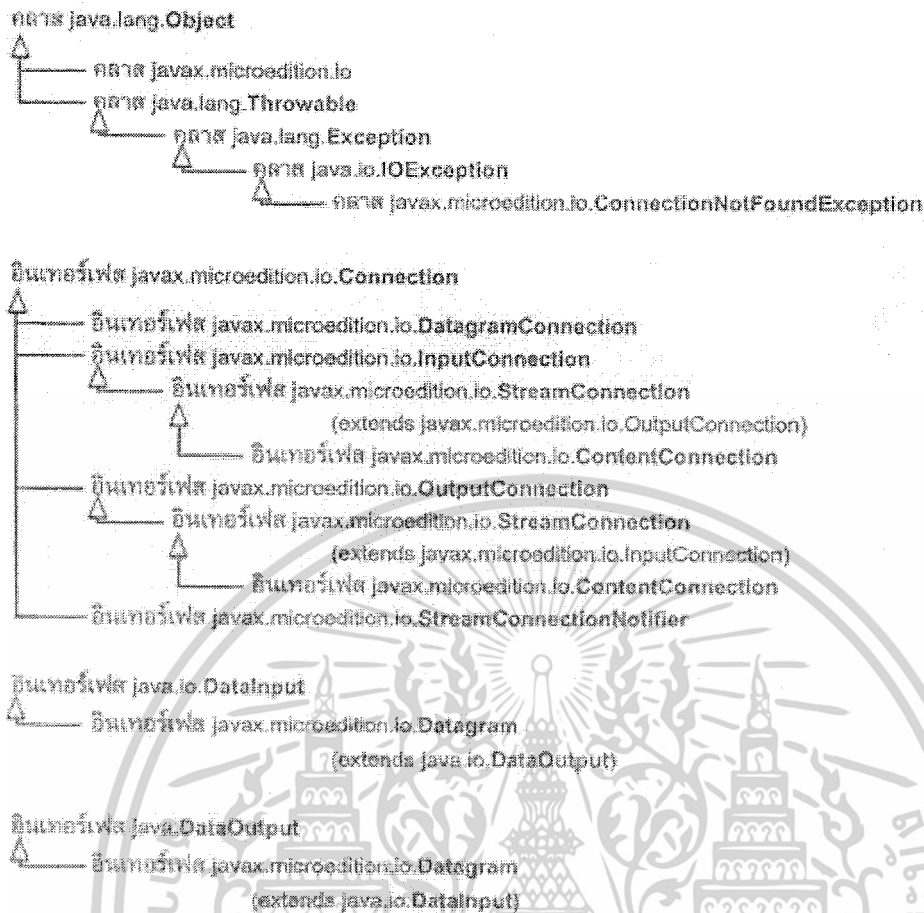 คลาส java.lang.Object
คลาส javax.microedition.io
คลาส java.lang.Throwable
คลาส java.lang.Exception
คลาส java.io.IOException
คลาส javax.microedition.io.ConnectionNotFoundException
อินเทอร์เฟส javax.microedition.io.Connection
อินเทอร์เฟส javax.microedition.io.DatagramConnection
อินเทอร์เฟส javax.microedition.io.InputConnection
อินเทอร์เฟส javax.microedition.io.StreamConnection
(extends javax.microedition.io.OutputConnection)
อินเทอร์เฟส javax.microedition.io.ContentConnection
อินเทอร์เฟส javax.microedition.io.OutputConnection
อินเทอร์เฟส javax.microedition.io.StreamConnection
(extends javax.microedition.io.InputConnection)
อินเทอร์เฟส javax.microedition.io.ContentConnection
อินเทอร์เฟส javax.microedition.io.StreamConnectionNotifier
อินเทอร์เฟส java.io.DataInput
อินเทอร์เฟส javax.microedition.io.Datagram
(extends java.io.DataOutput)
อินเทอร์เฟส java.DataOutput
อินเทอร์เฟส javax.microedition.io.Datagram
(extends java.io.DataInput)